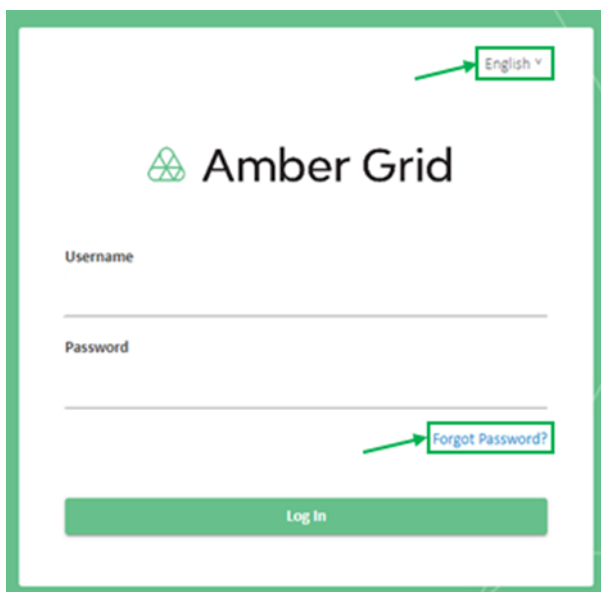 English ˅
Amber Grid
Username
Password
Forgot Password?
Log In